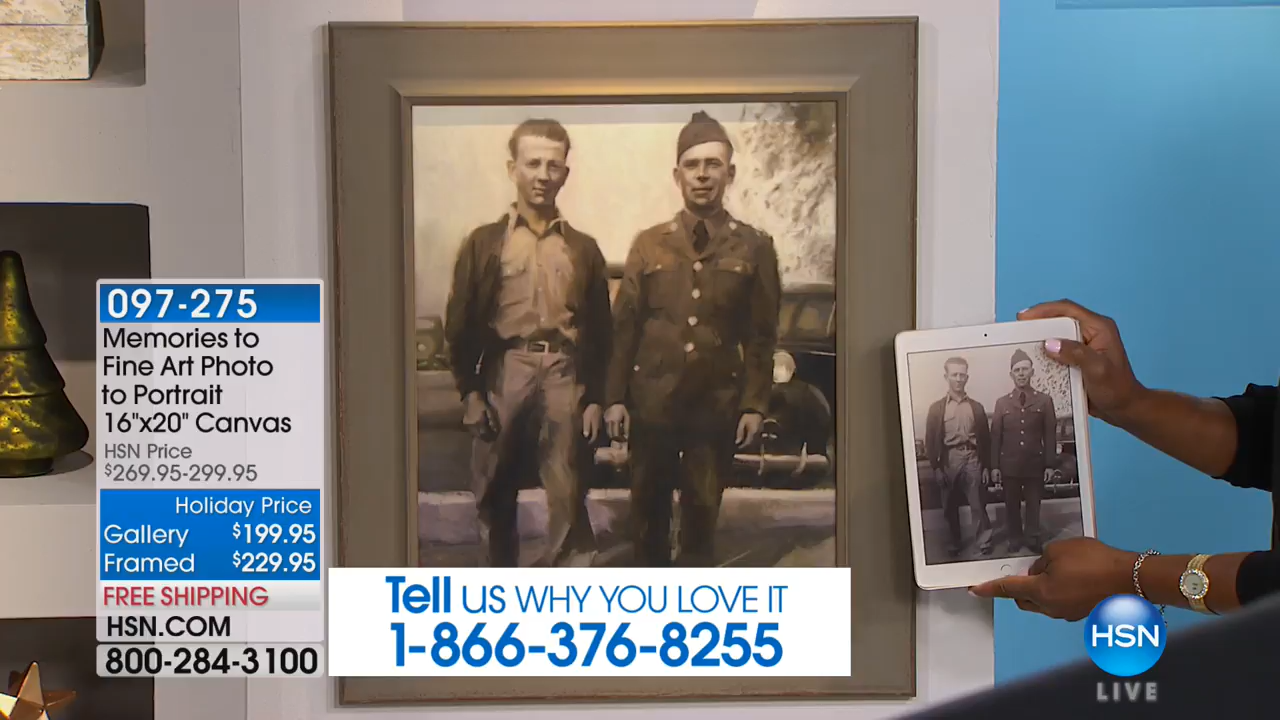 097-275
Memories to
Fine Art Photo
to Portrait
16"x20" Canvas
HSN Price
$269.95-299.95
Holiday Price
Gallery $199.95
Framed $229.95
FREE SHIPPING
HSN.COM
800-284-3100
Tell us WHY YOU LOVE IT
1-866-376-8255
HSN
LIVE